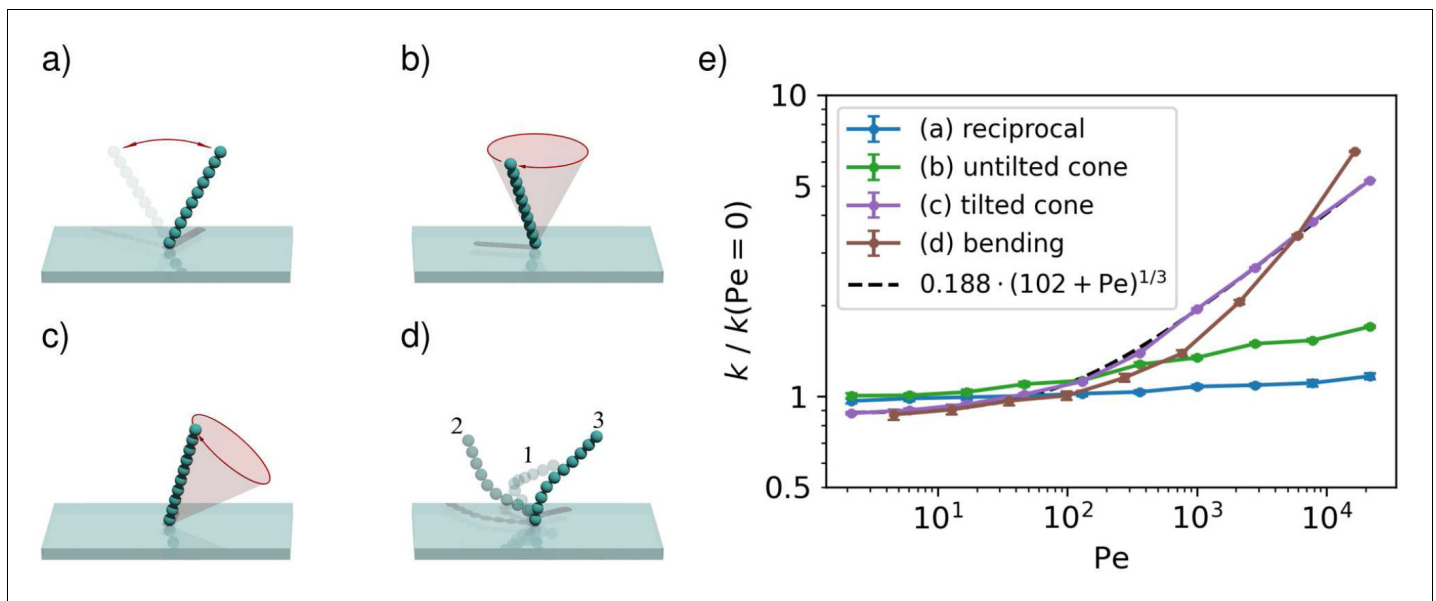 a)
b)
c)
d)
2
1
3
e)
k / k(Pe = 0)
10
5
1
0.5
(a) reciprocal
(b) untilted cone
(c) tilted cone
(d) bending
0.188 · (102 + Pe)^{1/3}
10^1
10^2
10^3
10^4
Pe